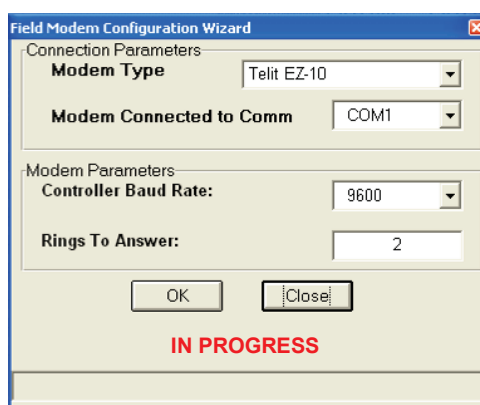 Field Modem Configuration Wizard
Connection Parameters
Modem Type
Telit EZ-10
Modem Connected to Comm
COM1
Modem Parameters
Controller Baud Rate:
9600
Rings To Answer:
2
OK
Close
IN PROGRESS